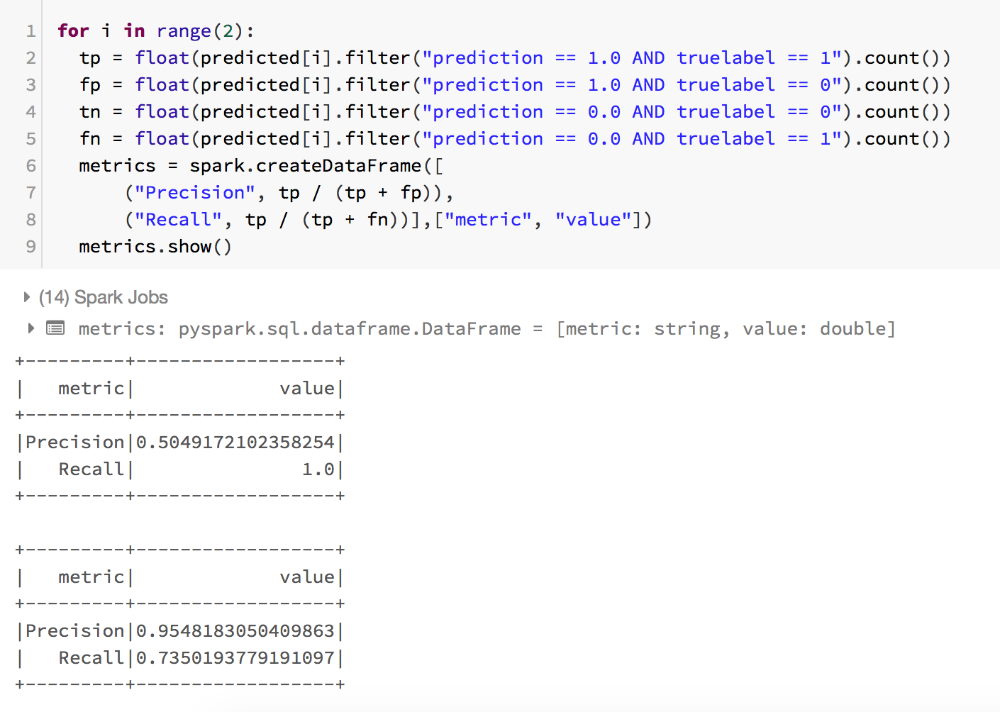 1 for i in range(2):
2   tp = float(predicted[i].filter("prediction == 1.0 AND truelabel == 1").count())
3   fp = float(predicted[i].filter("prediction == 1.0 AND truelabel == 0").count())
4   tn = float(predicted[i].filter("prediction == 0.0 AND truelabel == 0").count())
5   fn = float(predicted[i].filter("prediction == 0.0 AND truelabel == 1").count())
6   metrics = spark.createDataFrame([
7       ("Precision", tp / (tp + fp)),
8       ("Recall", tp / (tp + fn))],["metric", "value"])
9   metrics.show()
(14) Spark Jobs
metrics: pyspark.sql.dataframe.DataFrame = [metric: string, value: double]
+---------+------------------+
|   metric|             value|
+---------+------------------+
|Precision|0.5049172102358254|
|   Recall|               1.0|
+---------+------------------+

+---------+------------------+
|   metric|             value|
+---------+------------------+
|Precision|0.9548183050409863|
|   Recall|0.7350193779191097|
+---------+------------------+